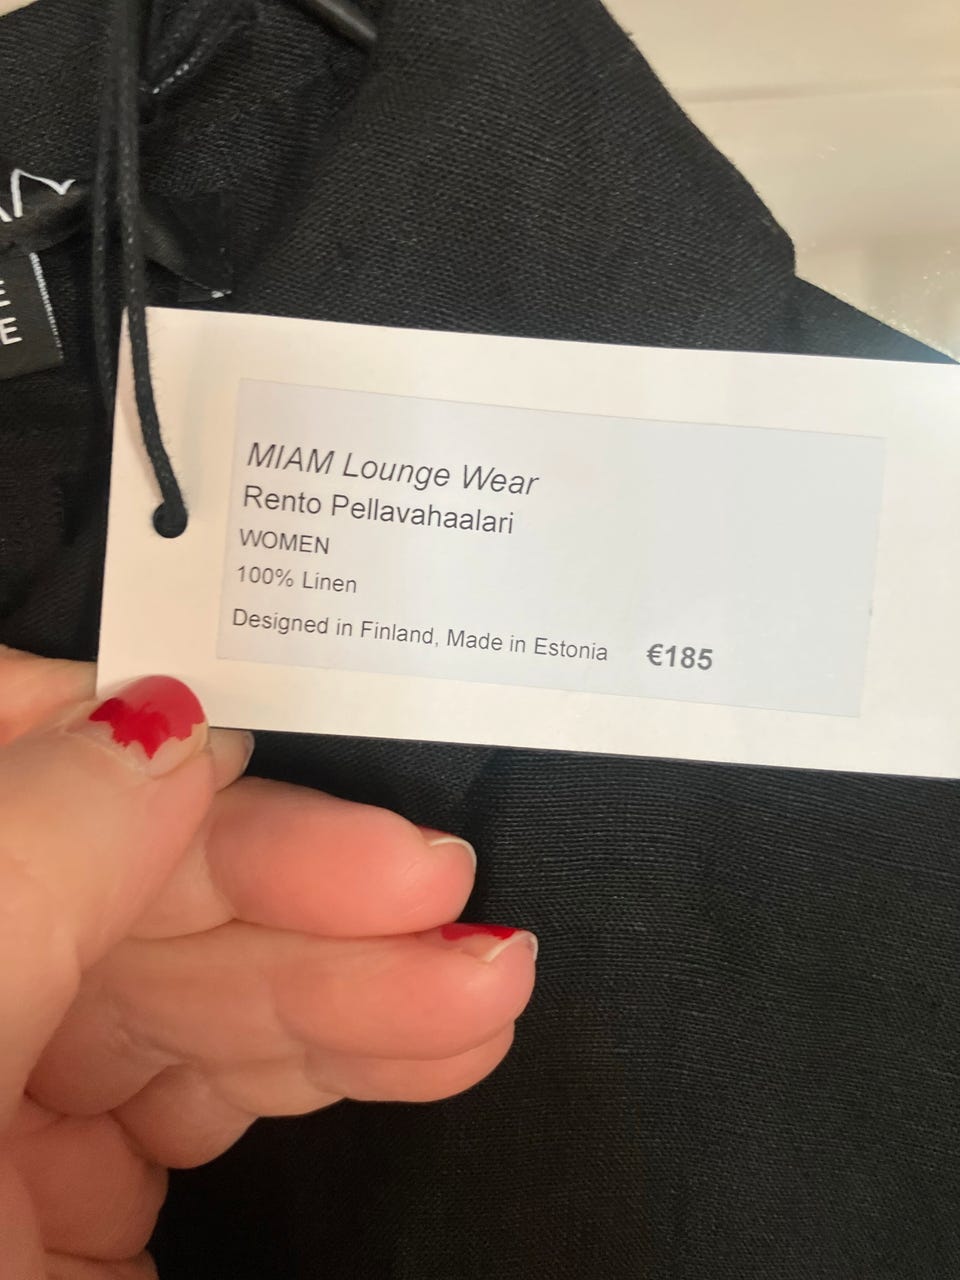 MIAM Lounge Wear
Rento Pellavahaalari
WOMEN
100% Linen
Designed in Finland, Made in Estonia €185
E